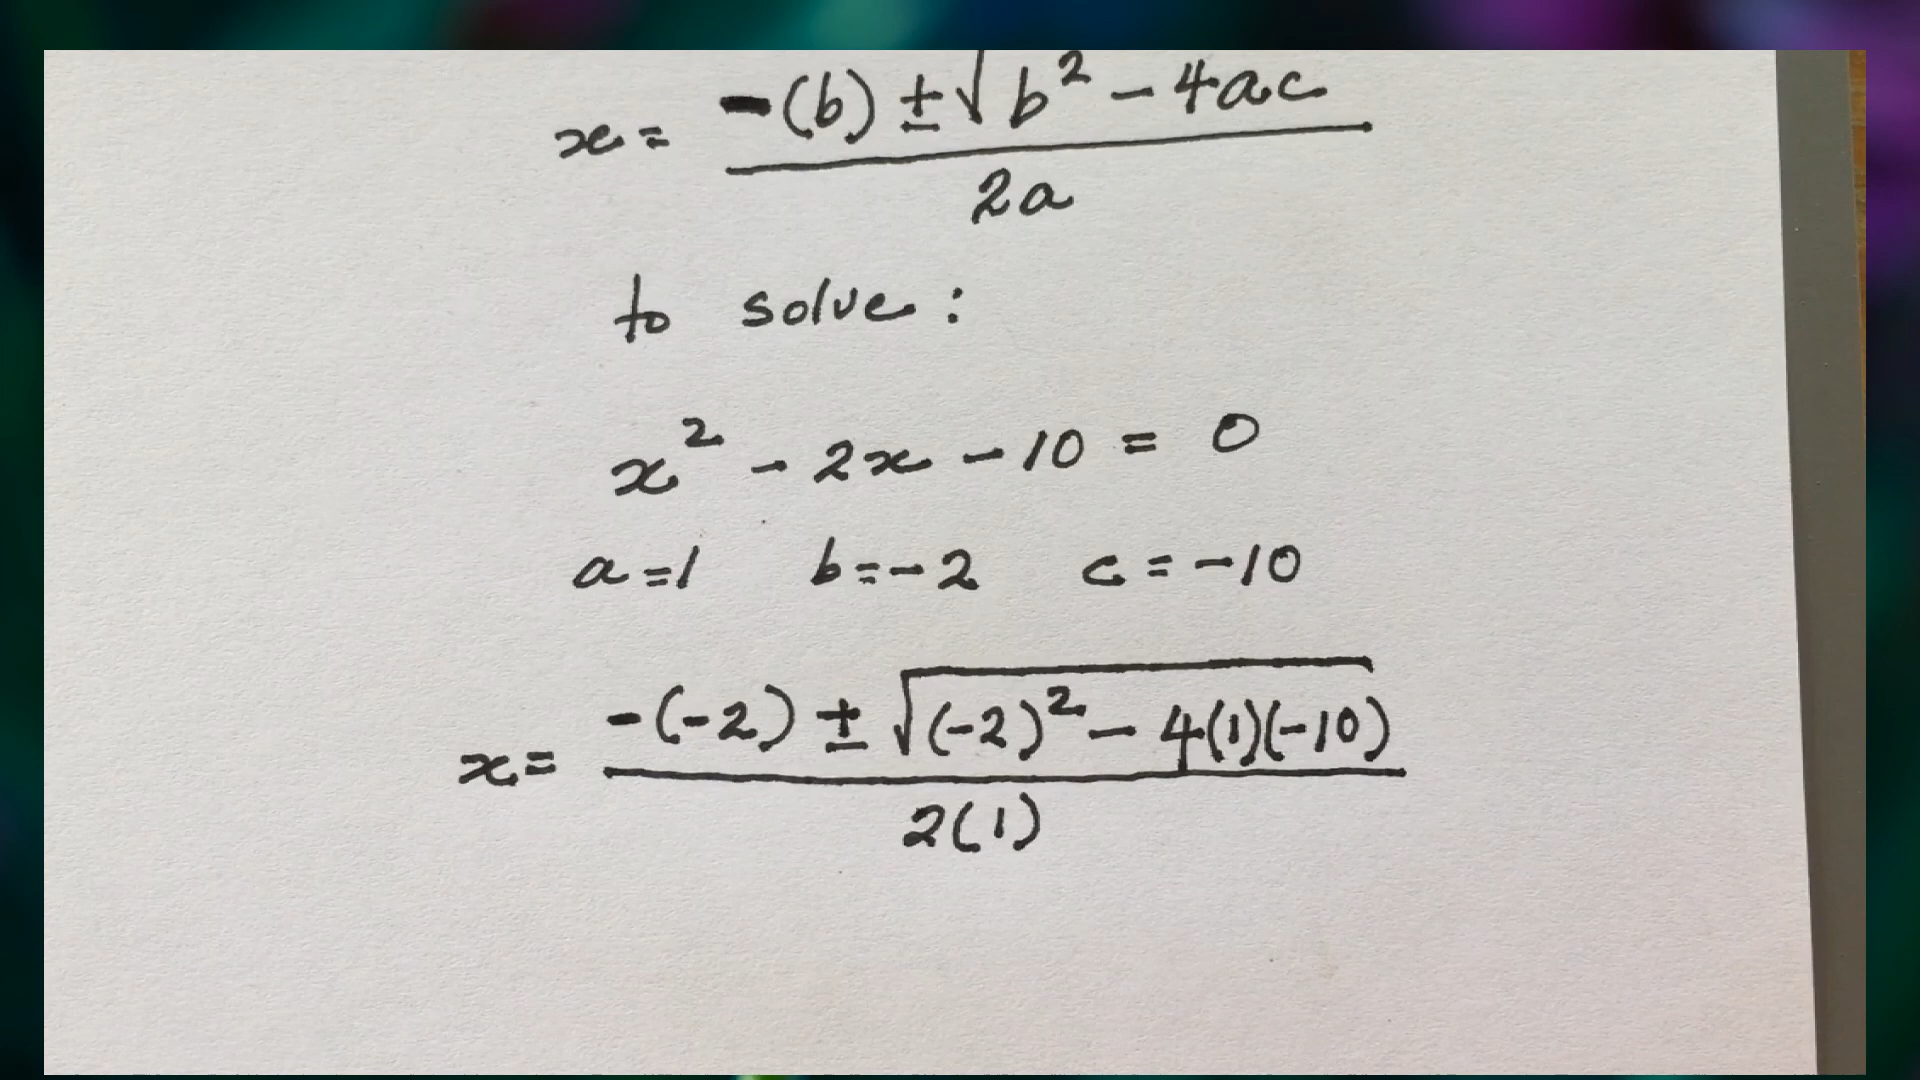 x = -(b) ± √b² - 4ac
2a
to solve:
x² - 2x - 10 = 0
a=1 b=-2 c=-10
x= -(-2) ± √(-2)² - 4(1)(-10)
2(1)